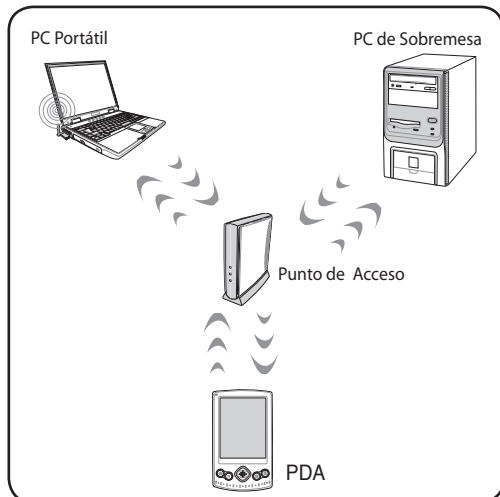 PC Portátil
PC de Sobremesa
Punto de Acceso
PDA